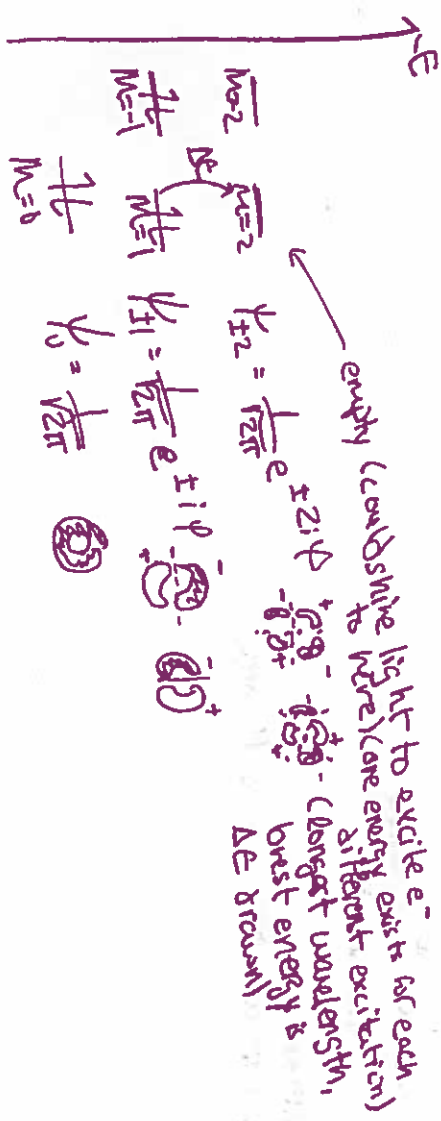 E
empty (could shine light to excite e⁻
to here) (one energy exists for each
different excitation)
(longest wavelength,
lowest energy is
ΔE drawn)
M=-2 M=2 ψ±2 = 1/√2π e ±2iφ + - + - - + - + -
ΔE
M=-1 M=1 ψ±1 = 1/√2π e ±iφ - + - +
M=0 ψ0 = 1/√2π